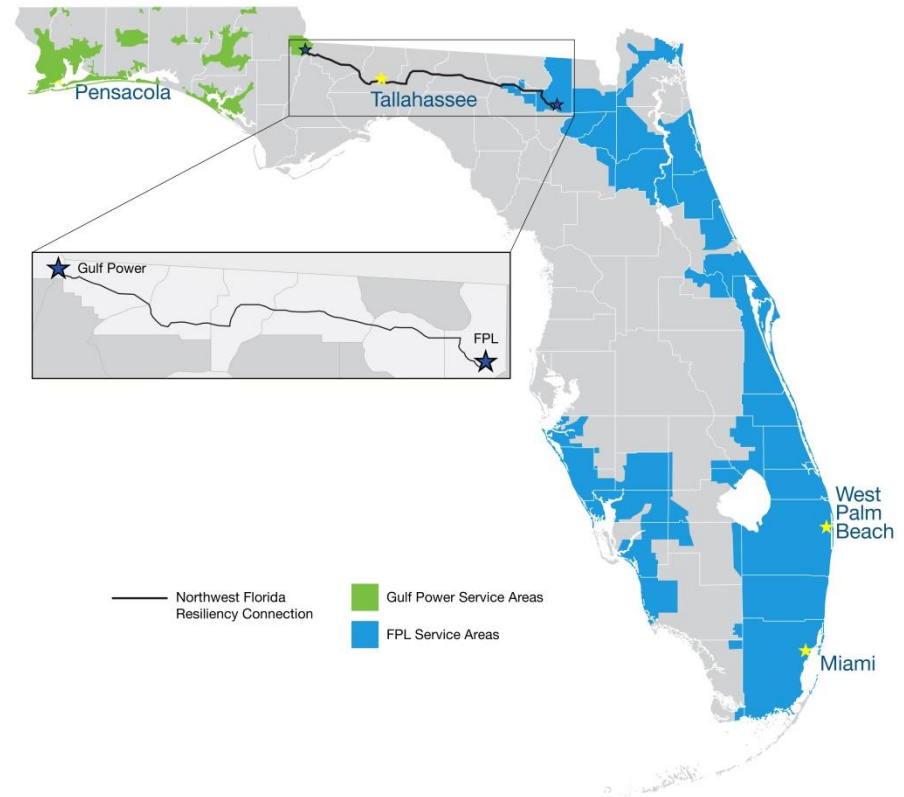 Pensacola
Tallahassee
Gulf Power
FPL
West
Palm
Beach
Northwest Florida
Resiliency Connection
Gulf Power Service Areas
FPL Service Areas
Miami